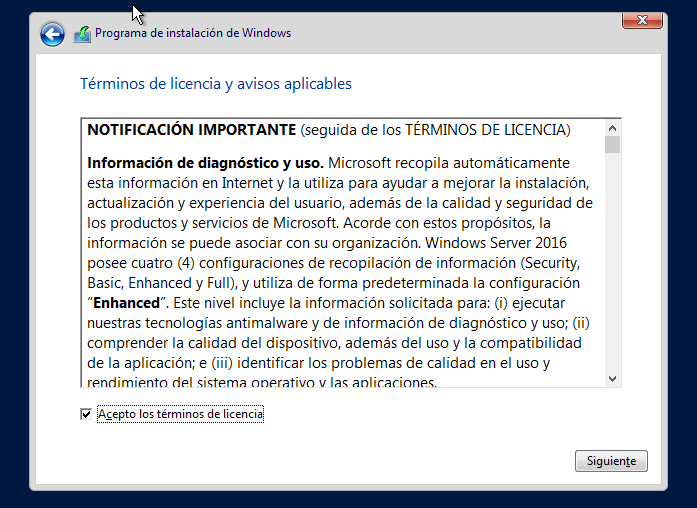 Programa de instalación de Windows
Términos de licencia y avisos aplicables
NOTIFICACIÓN IMPORTANTE (seguida de los TÉRMINOS DE LICENCIA)
Información de diagnóstico y uso. Microsoft recopila automáticamente
esta información en Internet y la utiliza para ayudar a mejorar la instalación,
actualización y experiencia del usuario, además de la calidad y seguridad de
los productos y servicios de Microsoft. Acorde con estos propósitos, la
información se puede asociar con su organización. Windows Server 2016
posee cuatro (4) configuraciones de recopilación de información (Security,
Basic, Enhanced y Full), y utiliza de forma predeterminada la configuración
“Enhanced”. Este nivel incluye la información solicitada para: (i) ejecutar
nuestras tecnologías antimalware y de información de diagnóstico y uso; (ii)
comprender la calidad del dispositivo, además del uso y la compatibilidad
de la aplicación; e (iii) identificar los problemas de calidad en el uso y
rendimiento del sistema operativo y las aplicaciones.
Acepto los términos de licencia
Siguiente